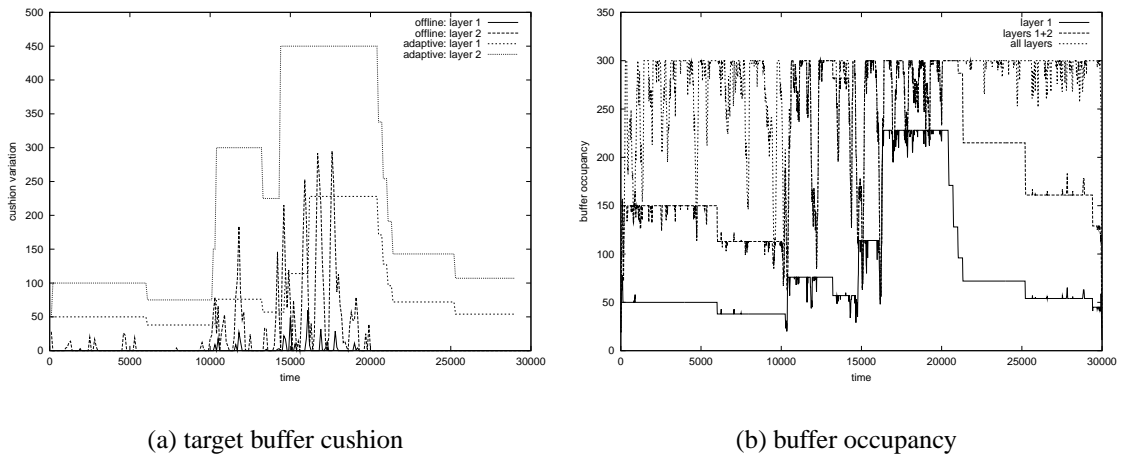 offline: layer 1
offline: layer 2
adaptive: layer 1
adaptive: layer 2
500
450
400
350
300
250
200
150
100
50
0
cushion variation
0 5000 10000 15000 20000 25000 30000
time
(a) target buffer cushion
layer 1
layers 1+2
all layers
350
300
250
200
150
100
50
0
buffer occupancy
0 5000 10000 15000 20000 25000 30000
time
(b) buffer occupancy